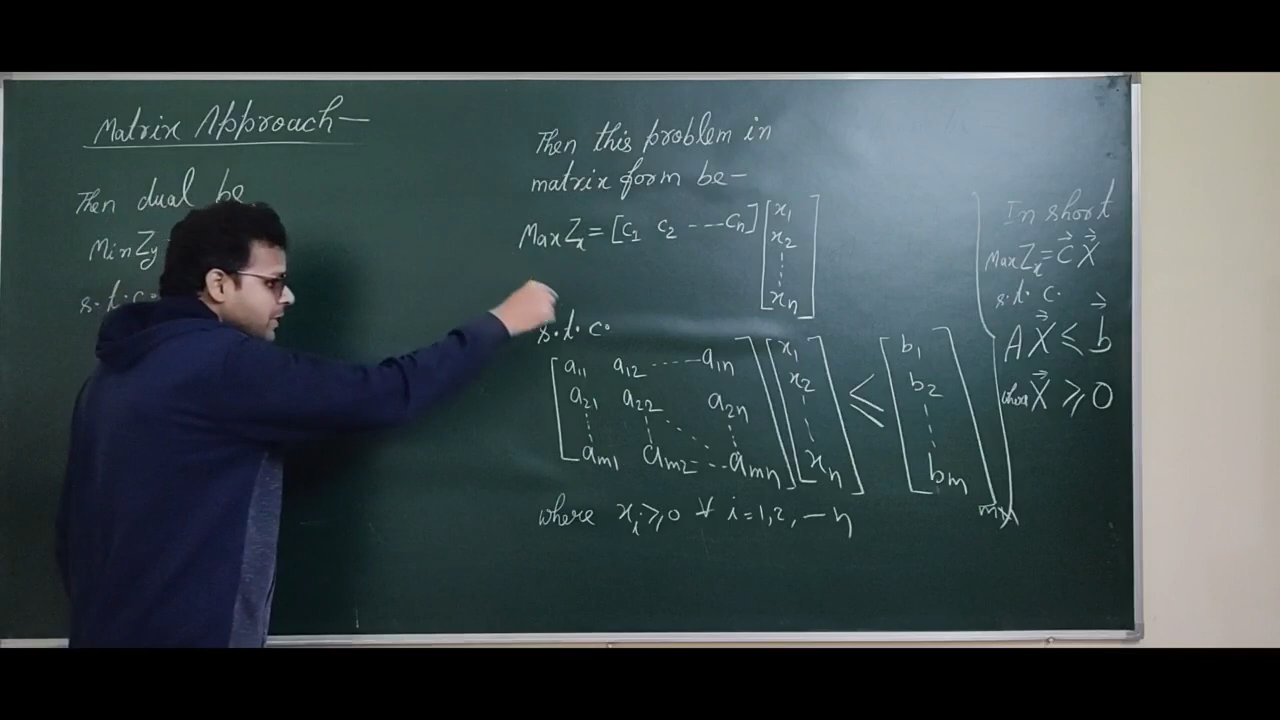 Matrix Approach—
Then dual be
Min Zy
s.t.c.
Then this problem in
matrix form be—
Max Zx = [c1 c2 ---- cn] [x1
x2
⋮
xn]
s.t.c.
[a11 a12 ------ a1n] [x1] ≤ [b1]
a21 a22 a2n x2 b2
⋮ ⋮ ⋱ ⋮ ⋮ ⋮
am1 am2 --- amn xn bm
where xi ≥ 0 ∀ i = 1, 2, — n
In short
Max Zx = C⃗ X⃗
s.t. c.
A X⃗ ≤ b⃗
X⃗ ≥ 0